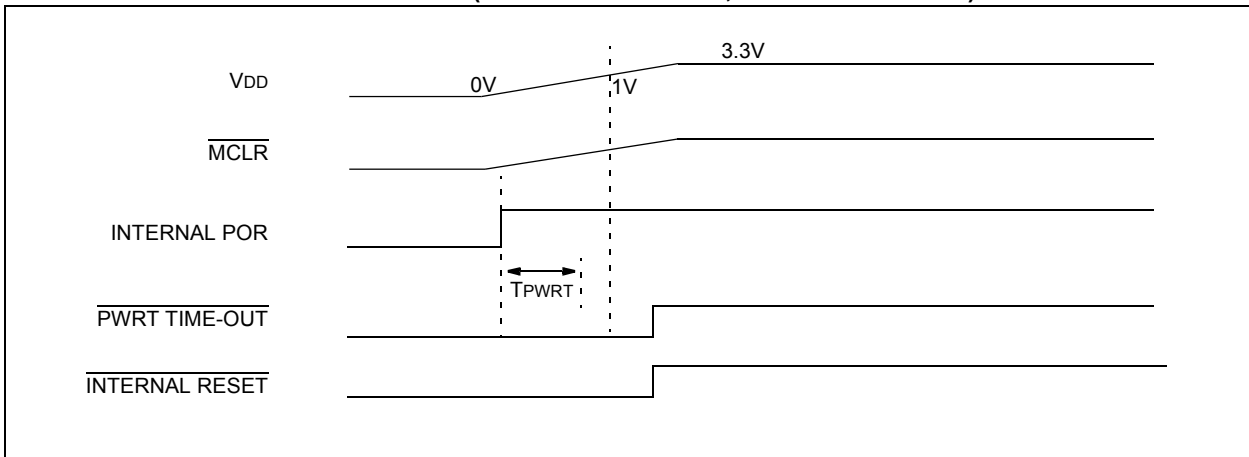 3.3V
VDD
0V
1V
MCLR
INTERNAL POR
TPWRT
PWRT TIME-OUT
INTERNAL RESET